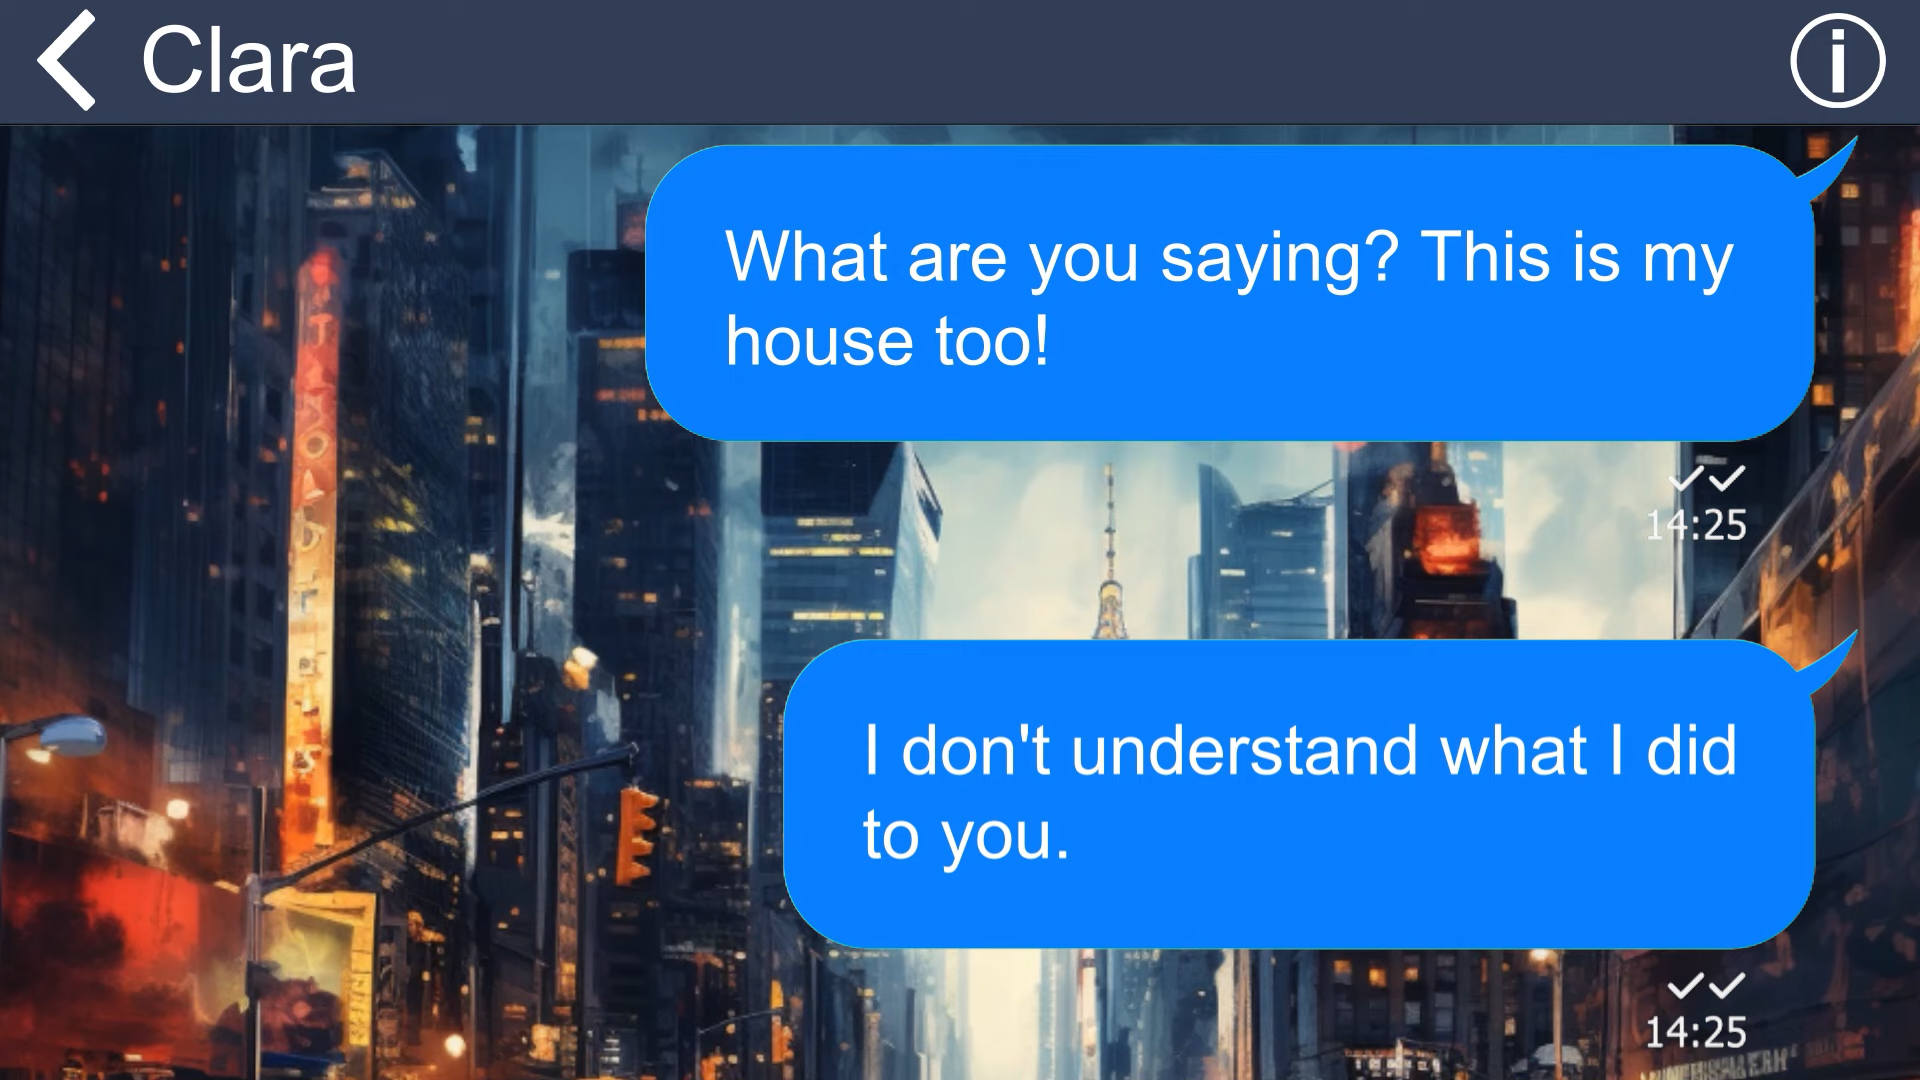 Clara
What are you saying? This is my
house too!
14:25
I don't understand what I did
to you.
14:25